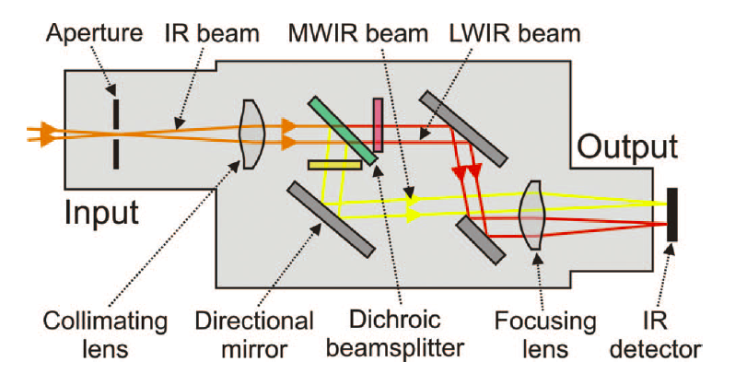 Aperture
IR beam
MWIR beam
LWIR beam
Input
Output
Collimating
lens
Directional
mirror
Dichroic
beamsplitter
Focusing
lens
IR
detector